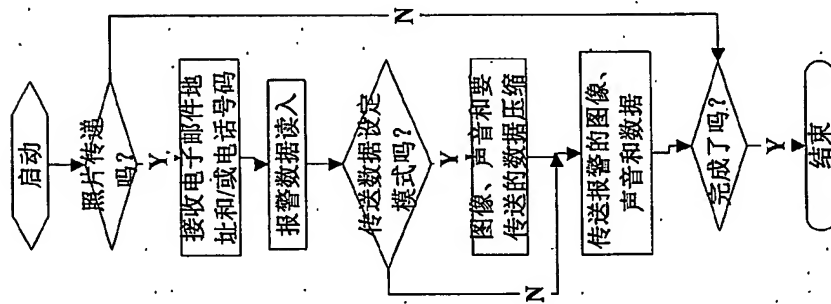 启动
照片传递
吗?
Y
N
接收电子邮件地
址和/或电话号码
报警数据读入
传送数据设定
模式吗?
Y
N
图像、声音和要
传送的数据压缩
传送报警的图像、
声音和数据
完成了吗?
Y
结束